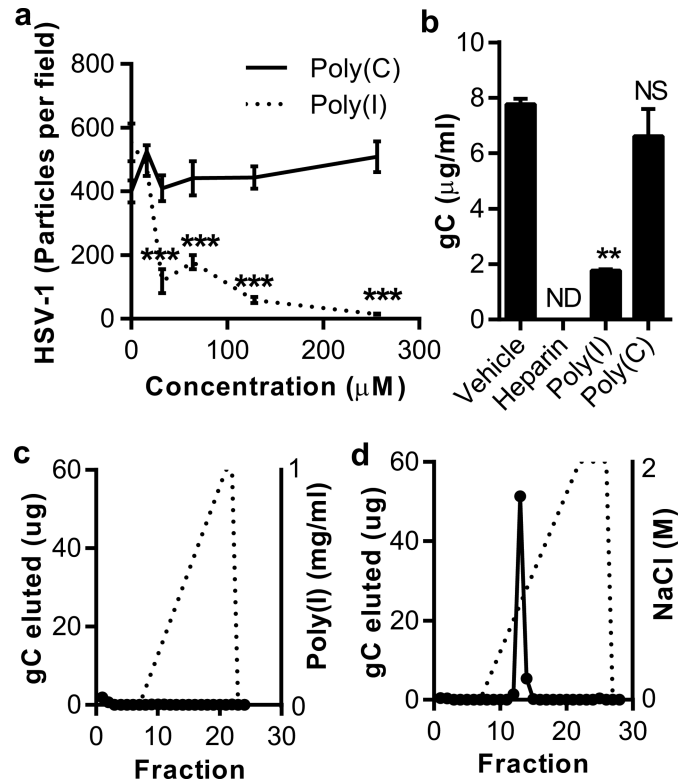 a
800
600
400
200
0
HSV-1 (Particles per field)
Poly(C)
Poly(I)
***
***
***
***
0
100
200
300
Concentration (μM)
b
10
8
6
4
2
0
gC (μg/ml)
ND
**
NS
Vehicle
Heparin
Poly(I)
Poly(C)
c
60
40
20
0
gC eluted (ug)
1
0
Poly(I) (mg/ml)
0
10
20
30
Fraction
d
60
40
20
0
gC eluted (ug)
2
0
NaCl (M)
0
10
20
30
Fraction